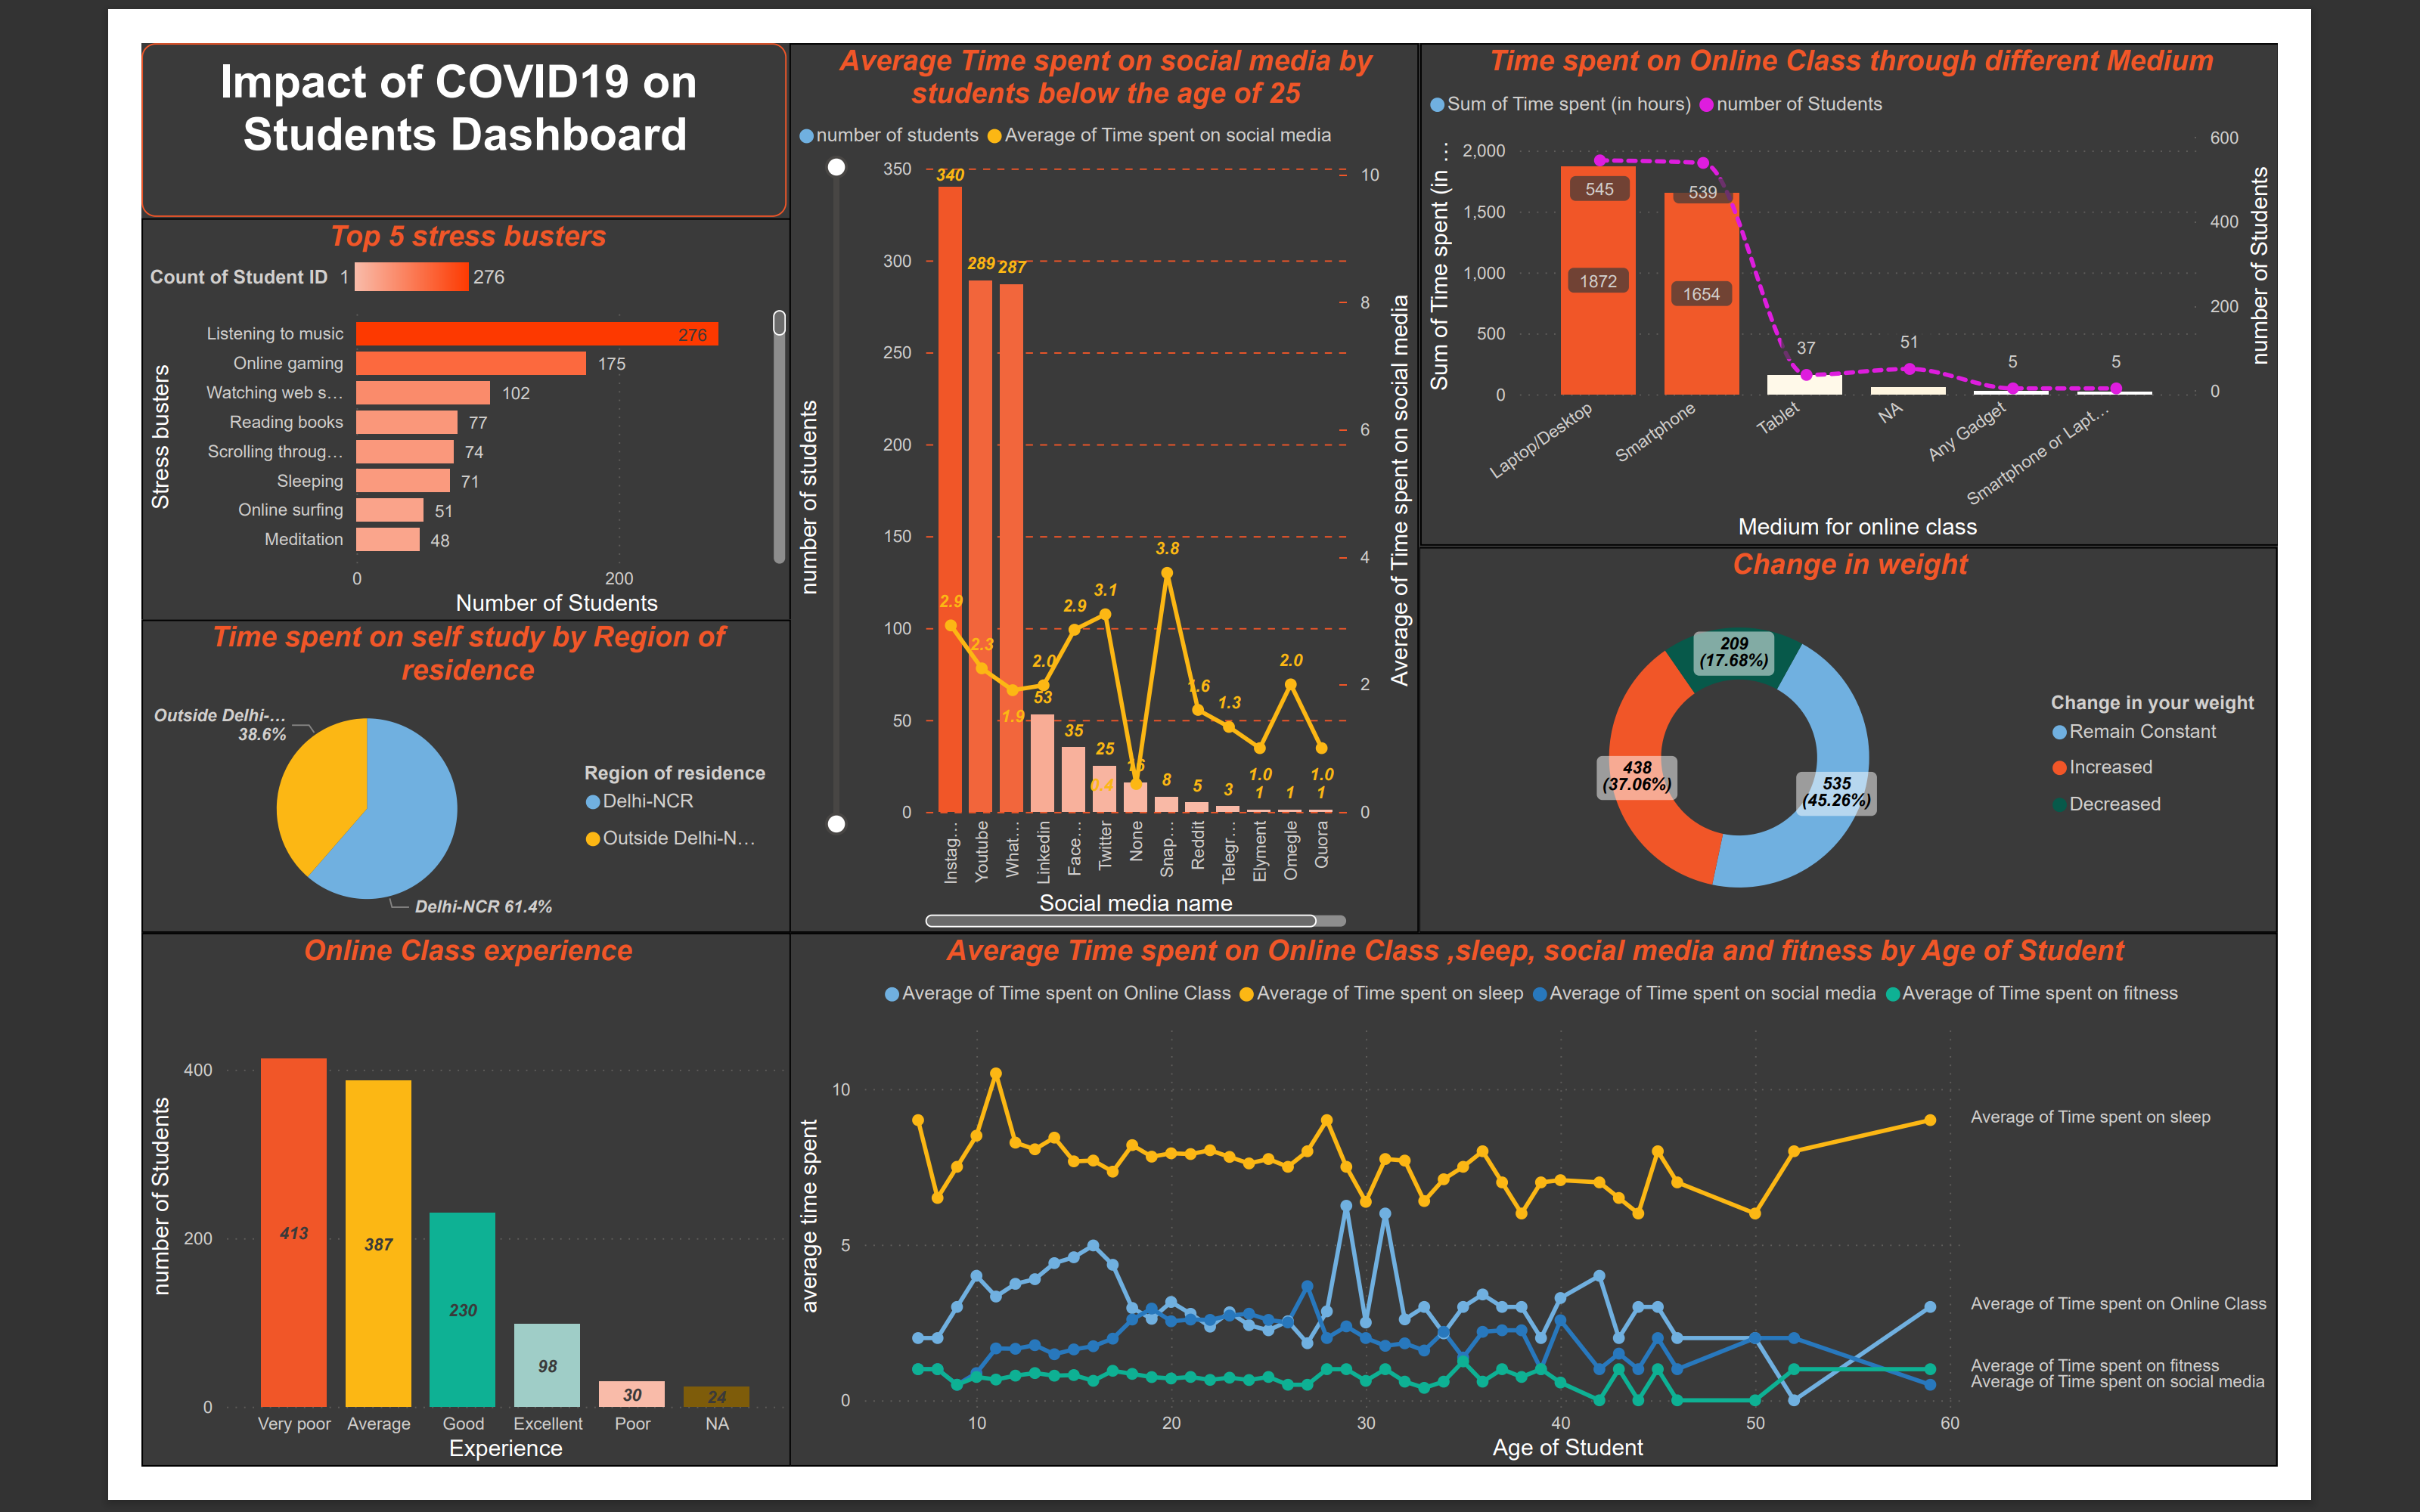 Impact of COVID19 on
Students Dashboard
Top 5 stress busters
Count of Student ID 1 276
Stress busters
Listening to music 276
Online gaming 175
Watching web s… 102
Reading books 77
Scrolling throug… 74
Sleeping 71
Online surfing 51
Meditation 48
0 200
Number of Students
Time spent on self study by Region of
residence
Outside Delhi-…
38.6%
Delhi-NCR 61.4%
Region of residence
Delhi-NCR
Outside Delhi-N…
Online Class experience
number of Students
400
200
0
413
387
230
98
30
24
Very poor Average Good Excellent Poor NA
Experience
Average Time spent on social media by
students below the age of 25
number of students Average of Time spent on social media
number of students
350
300
250
200
150
100
50
0
340
289
287
53
35
25
16
8
5
3
1
1
1
2.9
2.3
1.9
2.0
2.9
3.1
0.4
3.8
1.6
1.3
1.0
2.0
1.0
10
8
6
4
2
0
Average of Time spent on social media
Instag…
Youtube
What…
Linkedin
Face…
Twitter
None
Snap…
Reddit
Telegr…
Elyment
Omegle
Quora
Social media name
Time spent on Online Class through different Medium
Sum of Time spent (in hours) number of Students
Sum of Time spent (in …
2,000
1,500
1,000
500
0
545
539
1872
1654
37
51
5
5
600
400
200
0
number of Students
Laptop/Desktop
Smartphone
Tablet
NA
Any Gadget
Smartphone or Lapt…
Medium for online class
Change in weight
209
(17.68%)
438
(37.06%)
535
(45.26%)
Change in your weight
Remain Constant
Increased
Decreased
Average Time spent on Online Class ,sleep, social media and fitness by Age of Student
Average of Time spent on Online Class Average of Time spent on sleep Average of Time spent on social media Average of Time spent on fitness
average time spent
10
5
0
Average of Time spent on sleep
Average of Time spent on Online Class
Average of Time spent on fitness
Average of Time spent on social media
10 20 30 40 50 60
Age of Student